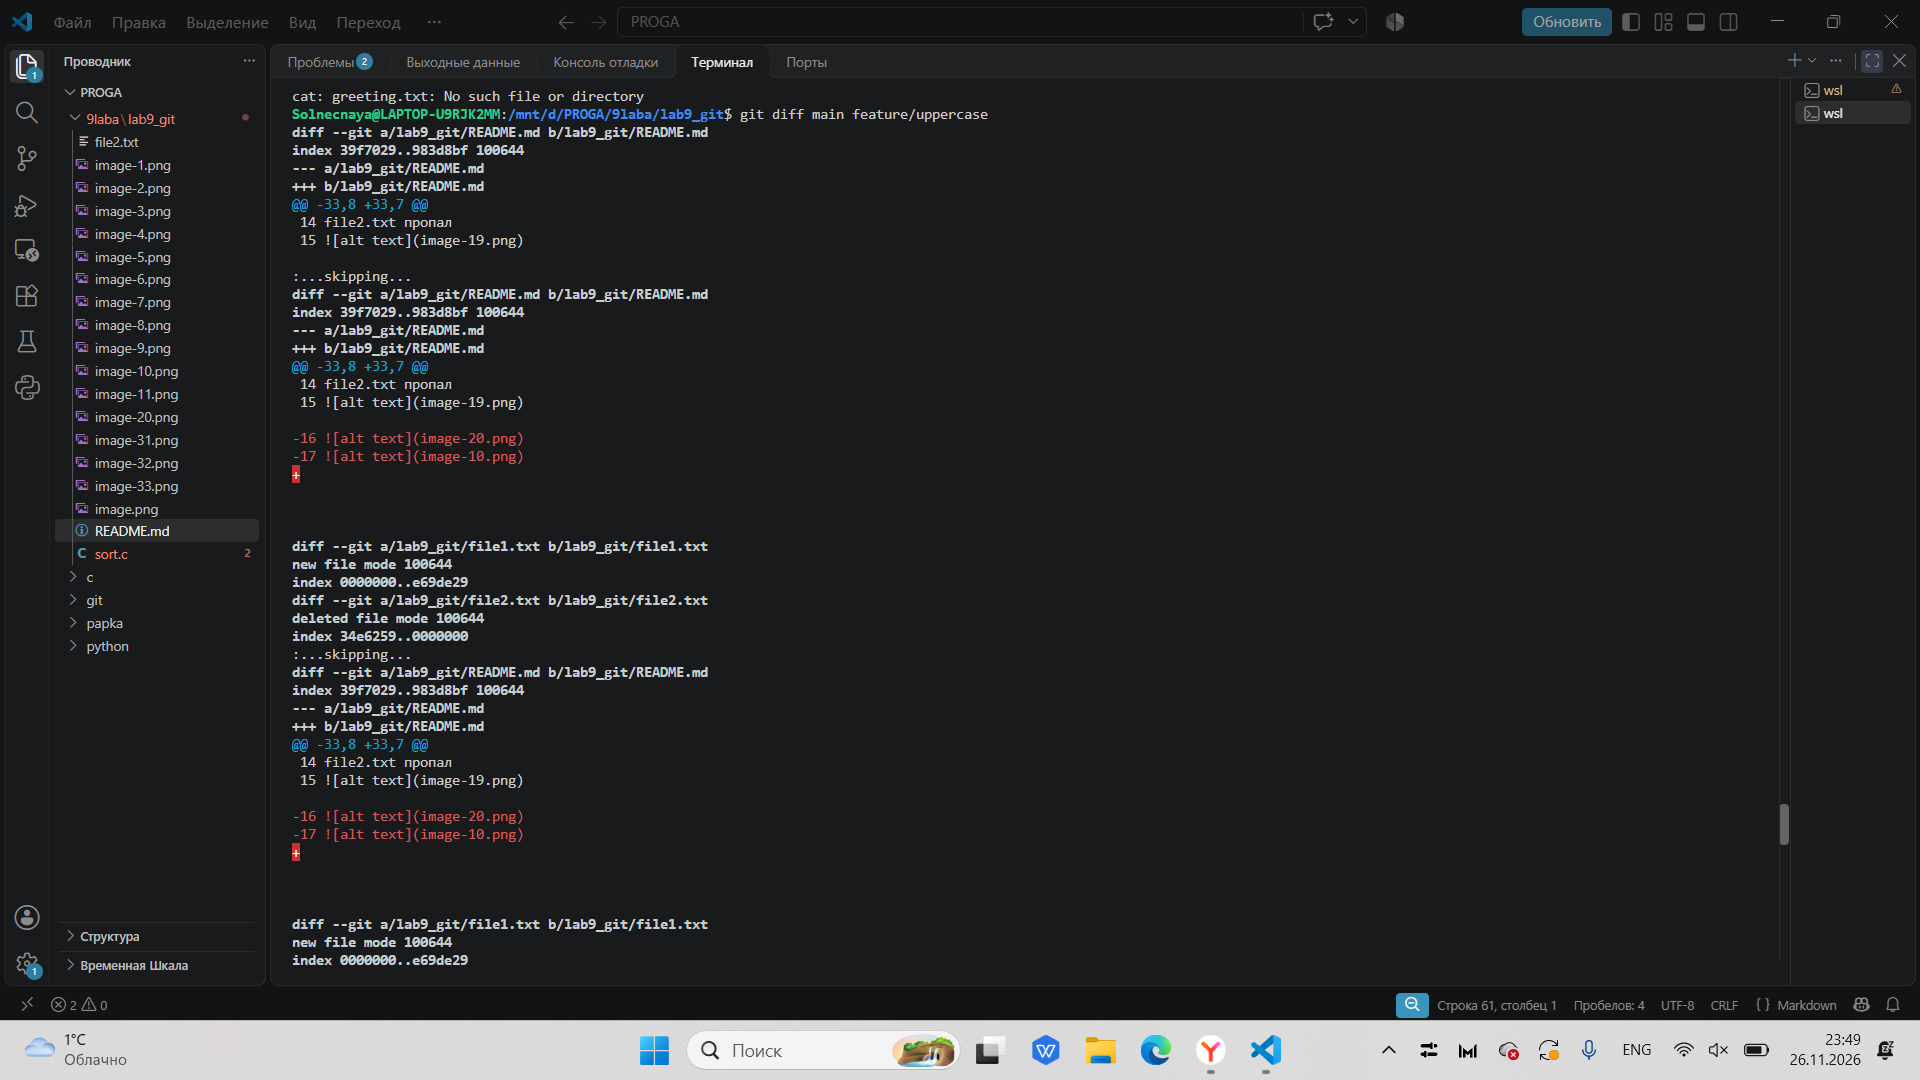 Файл Правка Выделение Вид Переход ··· PROGA Обновить
Проводник
PROGA
9laba\lab9_git
file2.txt
image-1.png
image-2.png
image-3.png
image-4.png
image-5.png
image-6.png
image-7.png
image-8.png
image-9.png
image-10.png
image-11.png
image-20.png
image-31.png
image-32.png
image-33.png
image.png
README.md
sort.c 2
c
git
papka
python
Структура
Временная Шкала
1
1
Проблемы 2 Выходные данные Консоль отладки Терминал Порты
cat: greeting.txt: No such file or directory
Solnecnaya@LAPTOP-U9RJK2MM:/mnt/d/PROGA/9laba/lab9_git$ git diff main feature/uppercase
diff --git a/lab9_git/README.md b/lab9_git/README.md
index 39f7029..983d8bf 100644
--- a/lab9_git/README.md
+++ b/lab9_git/README.md
@@ -33,8 +33,7 @@
 14 file2.txt пропал
 15 ![alt text](image-19.png)
:...skipping...
diff --git a/lab9_git/README.md b/lab9_git/README.md
index 39f7029..983d8bf 100644
--- a/lab9_git/README.md
+++ b/lab9_git/README.md
@@ -33,8 +33,7 @@
 14 file2.txt пропал
 15 ![alt text](image-19.png)
-16 ![alt text](image-20.png)
-17 ![alt text](image-10.png)
+
diff --git a/lab9_git/file1.txt b/lab9_git/file1.txt
new file mode 100644
index 0000000..e69de29
diff --git a/lab9_git/file2.txt b/lab9_git/file2.txt
deleted file mode 100644
index 34e6259..0000000
:...skipping...
diff --git a/lab9_git/README.md b/lab9_git/README.md
index 39f7029..983d8bf 100644
--- a/lab9_git/README.md
+++ b/lab9_git/README.md
@@ -33,8 +33,7 @@
 14 file2.txt пропал
 15 ![alt text](image-19.png)
-16 ![alt text](image-20.png)
-17 ![alt text](image-10.png)
+
diff --git a/lab9_git/file1.txt b/lab9_git/file1.txt
new file mode 100644
index 0000000..e69de29
wsl
wsl
2 0 Строка 61, столбец 1 Пробелов: 4 UTF-8 CRLF { } Markdown
1°C
Облачно
Поиск
ENG
23:49
26.11.2026